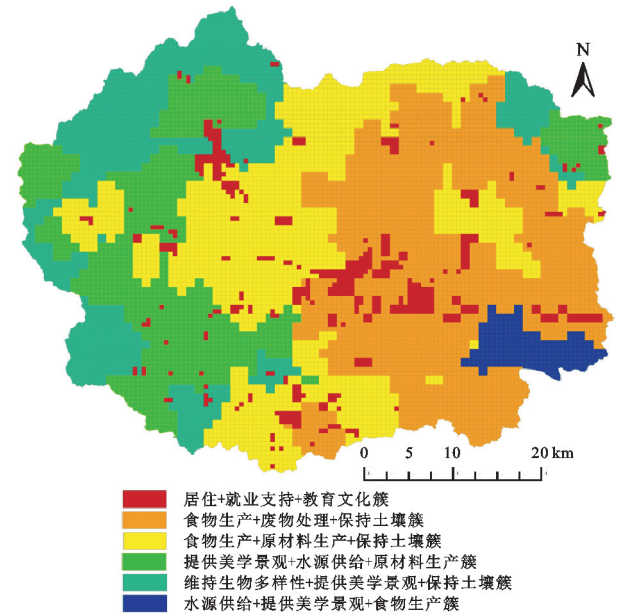 N
0 5 10 20 km
居住+就业支持+教育文化簇
食物生产+废物处理+保持土壤簇
食物生产+原材料生产+保持土壤簇
提供美学景观+水源供给+原材料生产簇
维持生物多样性+提供美学景观+保持土壤簇
水源供给+提供美学景观+食物生产簇